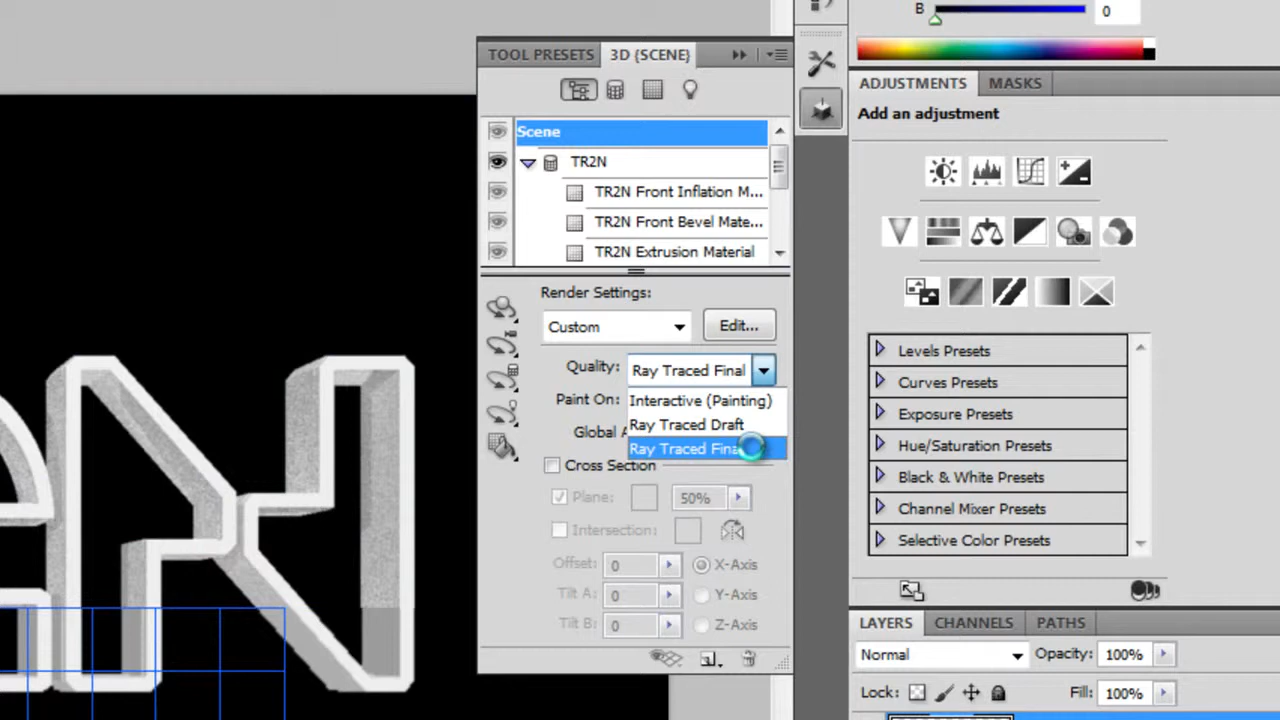 B 0
TOOL PRESETS 3D {SCENE}
ADJUSTMENTS MASKS
Add an adjustment
Scene
TR2N
TR2N Front Inflation M...
TR2N Front Bevel Mate...
TR2N Extrusion Material
Render Settings:
Custom Edit...
Quality: Ray Traced Final
Paint On: Interactive (Painting)
Ray Traced Draft
Global A
Ray Traced Fina
Cross Section
Plane: 50%
Intersection:
Offset: 0 X-Axis
Tilt A: 0 Y-Axis
Tilt B: 0 Z-Axis
Levels Presets
Curves Presets
Exposure Presets
Hue/Saturation Presets
Black & White Presets
Channel Mixer Presets
Selective Color Presets
LAYERS CHANNELS PATHS
Normal Opacity: 100%
Lock: Fill: 100%
N